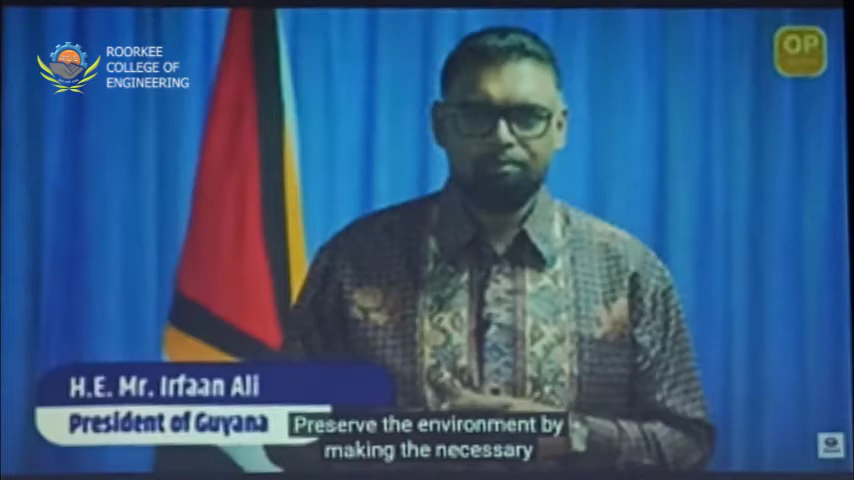 ROORKEE
COLLEGE OF
ENGINEERING
OP
H.E. Mr. Irfaan Ali
President of Guyana
Preserve the environment by
making the necessary